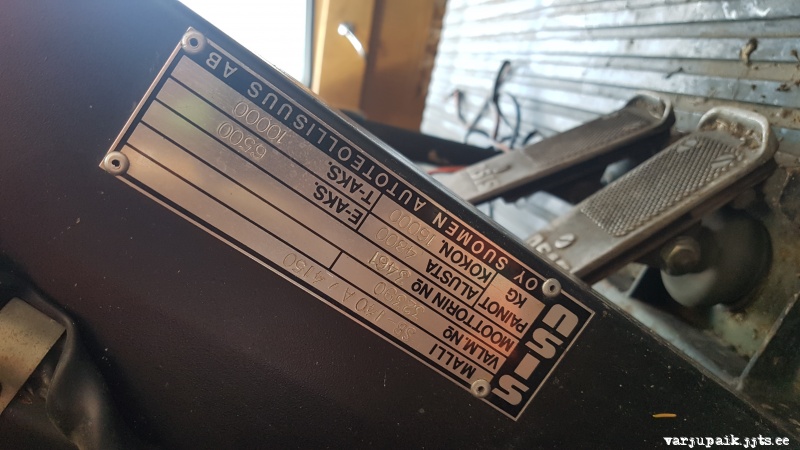 SISU
OY SUOMEN AUTOTEOLLISUUS AB
MALLI
VALM. Nº
MOOTTORIN Nº 3481
PAINOT ALUSTA
KG KOKON. 16000
E-AKS. 6500
T-AKS. 10000
varjupaik.jjts.ee